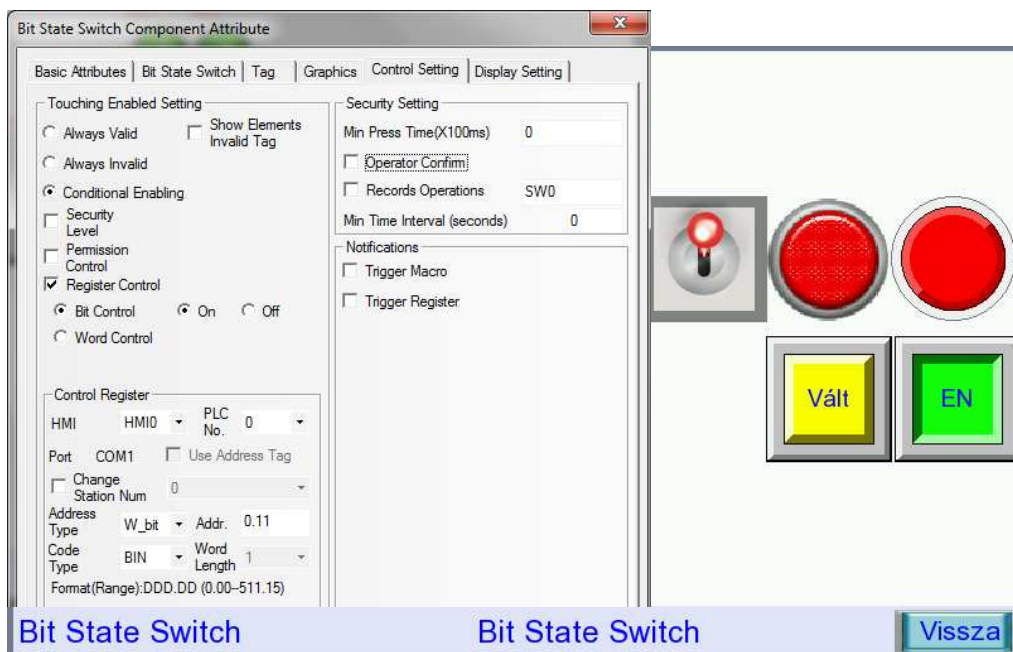 Bit State Switch Component Attribute
Basic Attributes Bit State Switch Tag Graphics Control Setting Display Setting
Touching Enabled Setting
Always Valid
Show Elements
Invalid Tag
Always Invalid
Conditional Enabling
Security
Level
Permission
Control
Register Control
Bit Control On Off
Word Control
Control Register
HMI HMI0 PLC
No. 0
Port COM1 Use Address Tag
Change
Station Num 0
Address
Type W_bit Addr. 0.11
Code
Type BIN Word
Length 1
Format(Range):DDD.DD (0.00--511.15)
Security Setting
Min Press Time(X100ms) 0
Operator Confirm
Records Operations SW0
Min Time Interval (seconds) 0
Notifications
Trigger Macro
Trigger Register
Vált
EN
Bit State Switch Bit State Switch Vissza